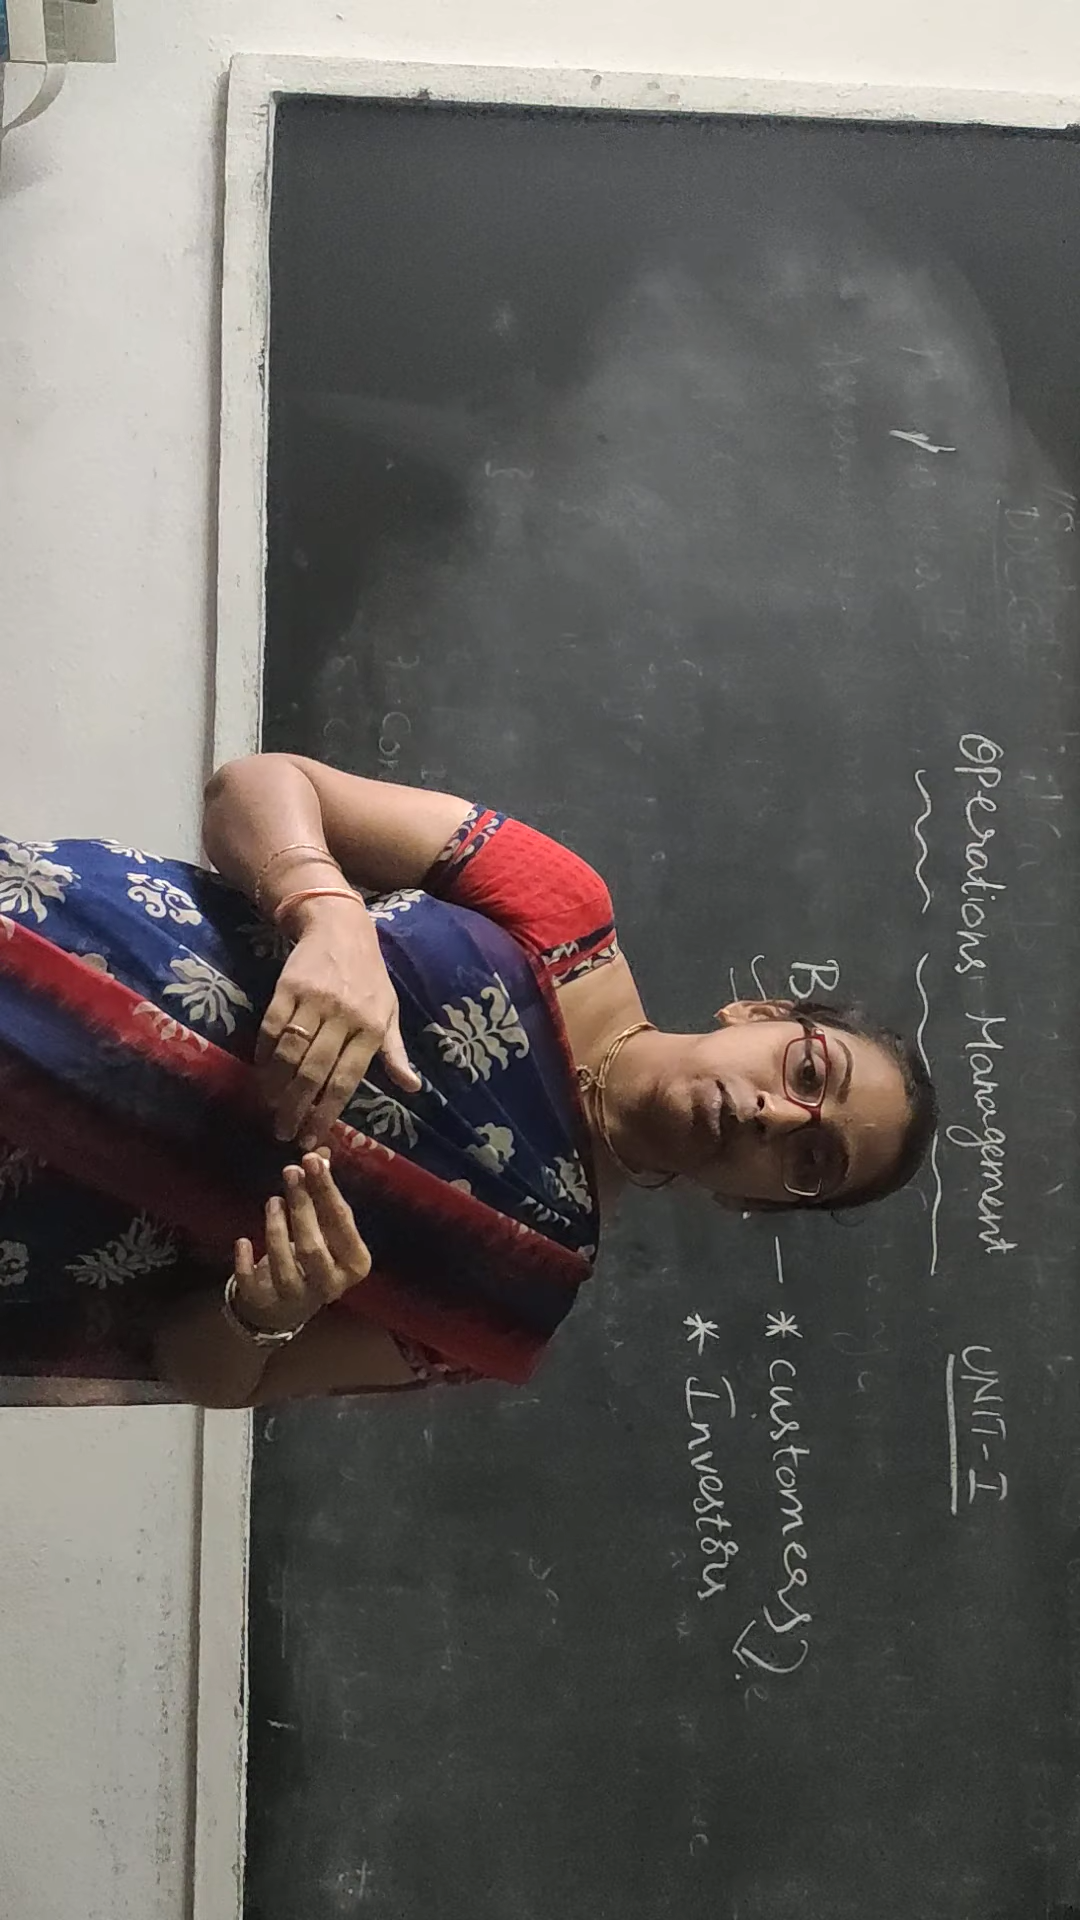 Operations Management UNIT-I
B — * customers
* Investors